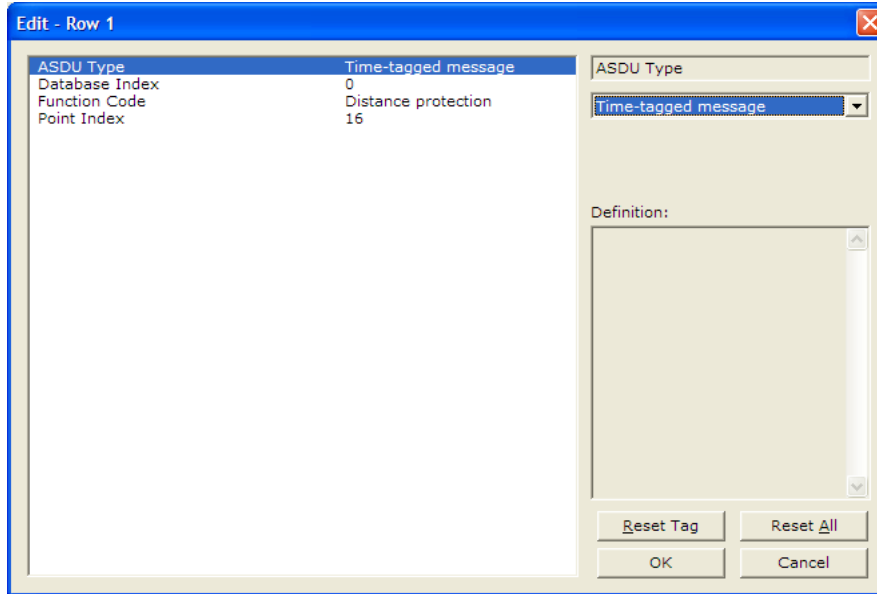 Edit - Row 1
ASDU Type Time-tagged message
Database Index 0
Function Code Distance protection
Point Index 16
ASDU Type
Time-tagged message
Definition:
Reset Tag Reset All
OK Cancel